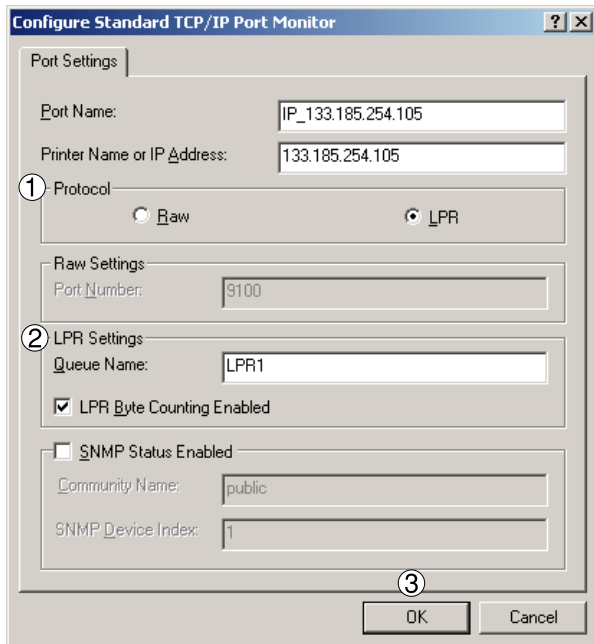 Configure Standard TCP/IP Port Monitor
Port Settings
Port Name: IP_133.185.254.105
Printer Name or IP Address: 133.185.254.105
① Protocol
Raw LPR
Raw Settings
Port Number: 9100
② LPR Settings
Queue Name: LPR1
LPR Byte Counting Enabled
SNMP Status Enabled
Community Name: public
SNMP Device Index: 1
③
OK Cancel